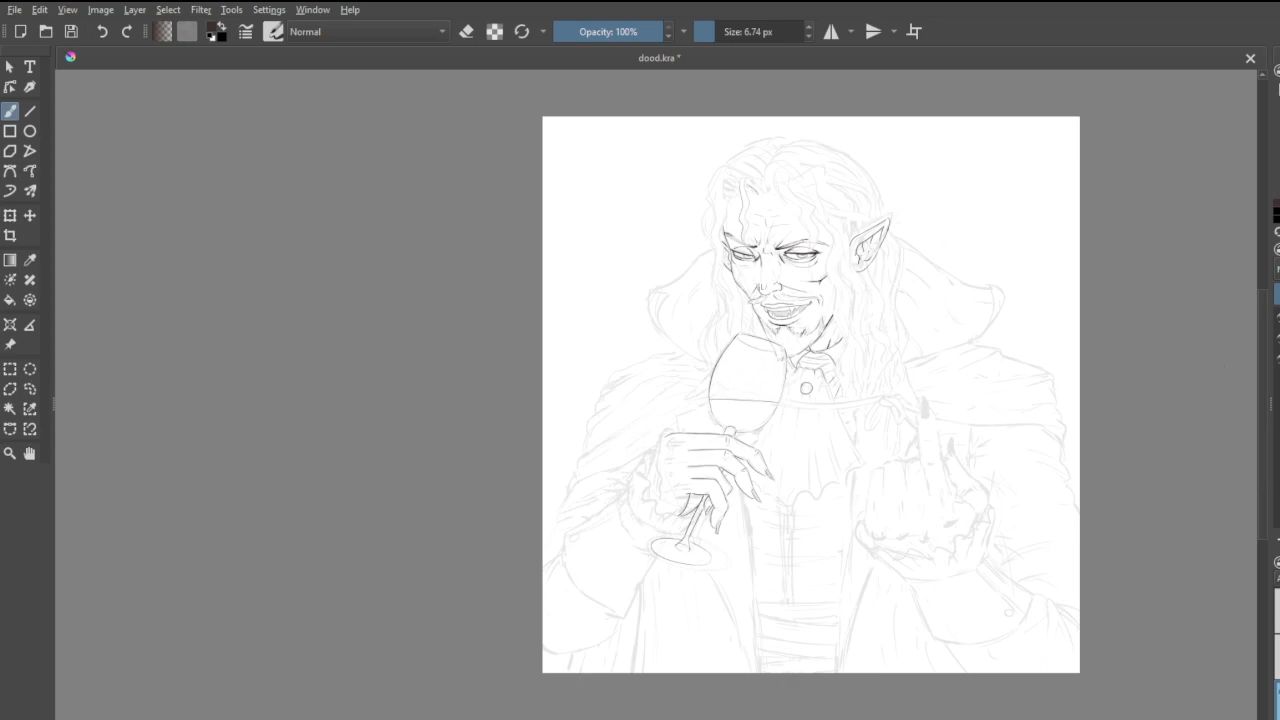 File Edit View Image Layer Select Filter Tools Settings Window Help
Normal Opacity: 100% Size: 6.74 px
dood.kra *